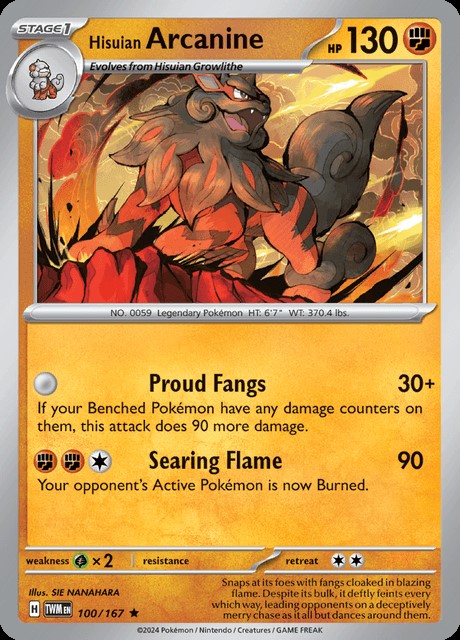 STAGE 1
Hisuian Arcanine HP 130
Evolves from Hisuian Growlithe
NO. 0059 Legendary Pokémon HT: 6'7" WT: 370.4 lbs.
Proud Fangs 30+
If your Benched Pokémon have any damage counters
on them, this attack does 90 more damage.
Searing Flame 90
Your opponent's Active Pokémon is now Burned.
weakness ×2 resistance retreat
Illus. SIE NANAHARA
H TWM EN 100/167 ★
Snaps at its foes with fangs cloaked in blazing
flame. Despite its bulk, it deftly feints every
which way, leading opponents on a deceptively
merry chase as it all but dances around them.
©2024 Pokémon / Nintendo / Creatures / GAME FREAK